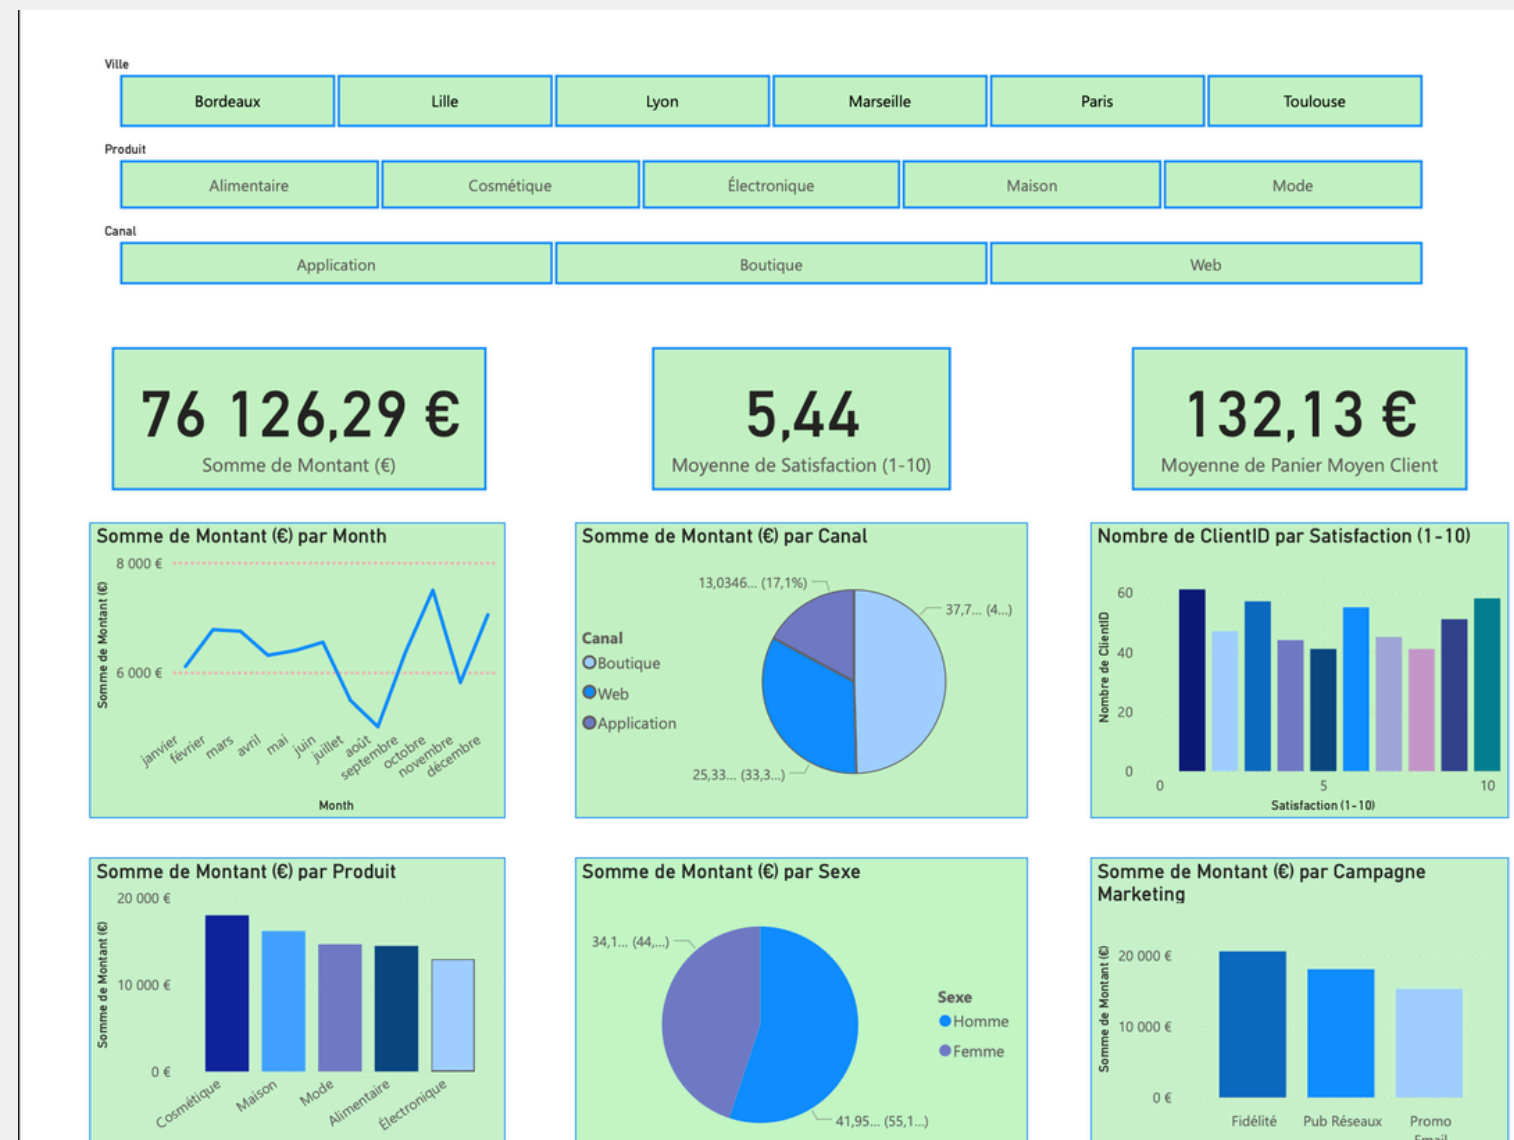 Ville
Bordeaux Lille Lyon Marseille Paris Toulouse
Produit
Alimentaire Cosmétique Électronique Maison Mode
Canal
Application Boutique Web
76 126,29 €
Somme de Montant (€)
5,44
Moyenne de Satisfaction (1-10)
132,13 €
Moyenne de Panier Moyen Client
Somme de Montant (€) par Month
8 000 €
6 000 €
Somme de Montant (€)
janvier
février
mars
avril
mai
juin
juillet
août
septembre
octobre
novembre
décembre
Month
Somme de Montant (€) par Canal
13,0346... (17,1%)
37,7... (4...)
25,33... (33,3...)
Canal
Boutique
Web
Application
Nombre de ClientID par Satisfaction (1-10)
Nombre de ClientID
60
40
20
0
0 5 10
Satisfaction (1-10)
Somme de Montant (€) par Produit
20 000 €
10 000 €
0 €
Somme de Montant (€)
Cosmétique
Maison
Mode
Alimentaire
Électronique
Somme de Montant (€) par Sexe
34,1... (44,...)
41,95... (55,1...)
Sexe
Homme
Femme
Somme de Montant (€) par Campagne
Marketing
Somme de Montant (€)
20 000 €
10 000 €
0 €
Fidélité Pub Réseaux Promo
Email